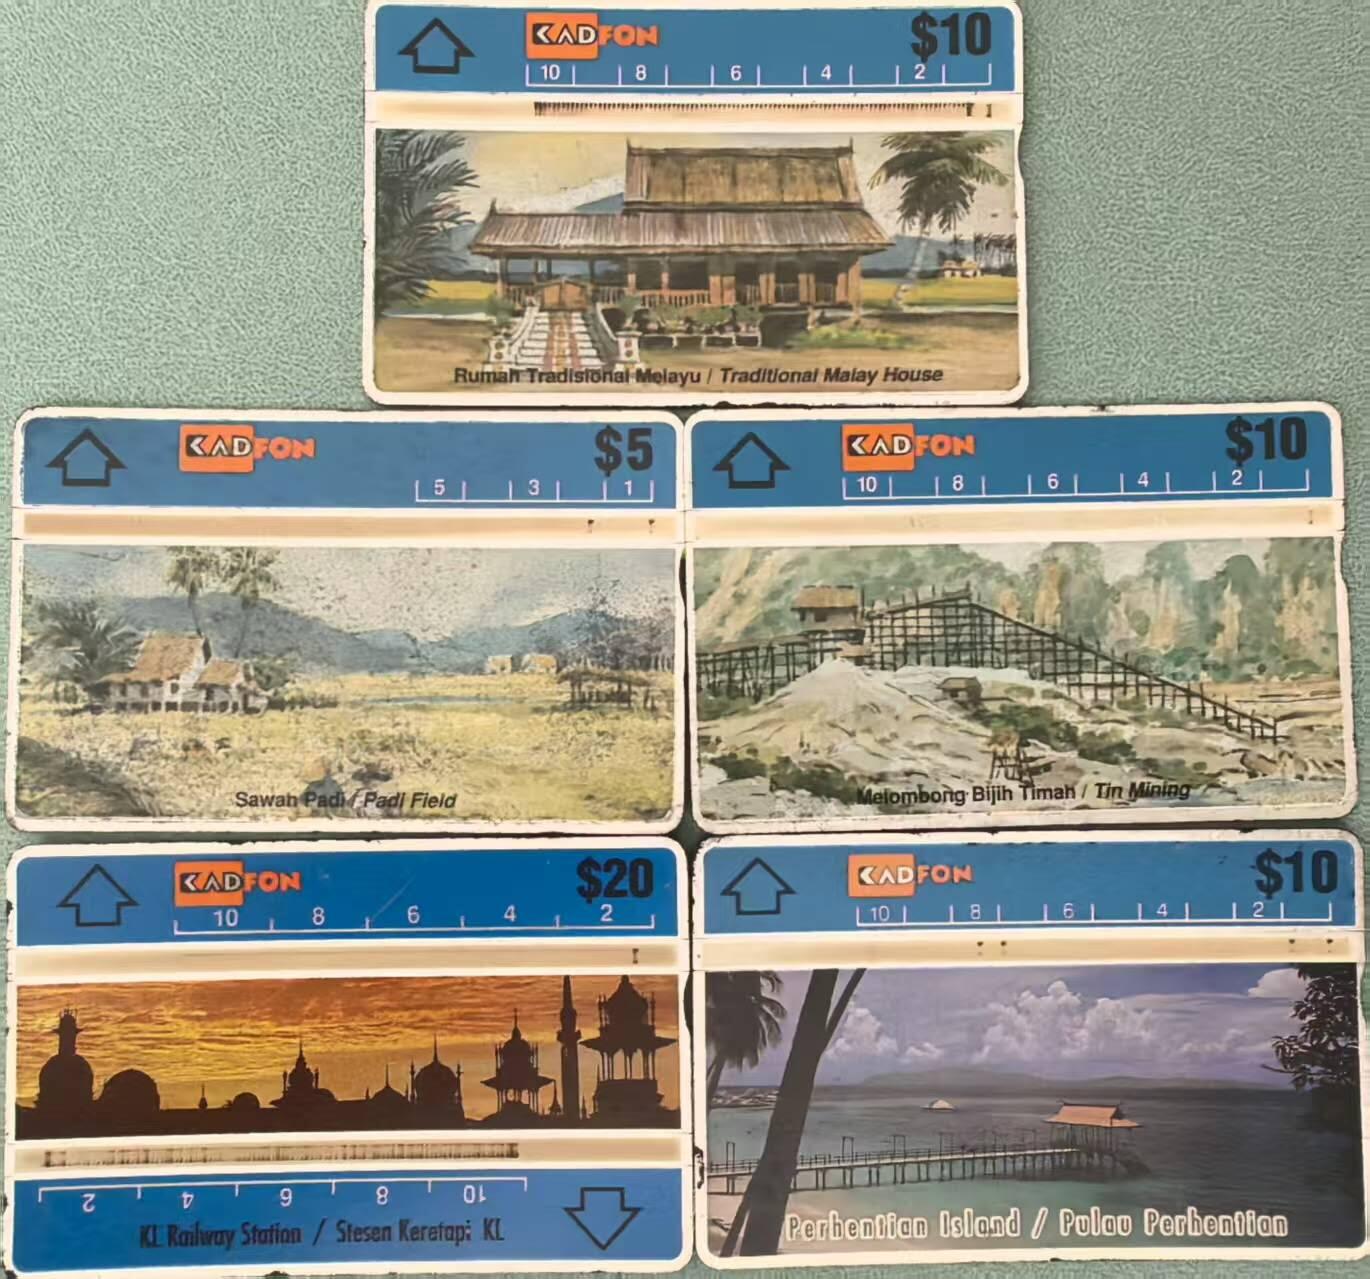 KADFON $10
10 8 6 4 2
Rumah Tradisional Melayu / Traditional Malay House
KADFON $5
5 3 1
Sawah Padi / Padi Field
KADFON $10
10 8 6 4 2
Melombong Bijih Timah / Tin Mining
KADFON $20
10 8 6 4 2
2 4 6 8 10
KL Railway Station / Stesen Keretapi KL
KADFON $10
10 8 6 4 2
Perhentian Island / Pulau Perhentian